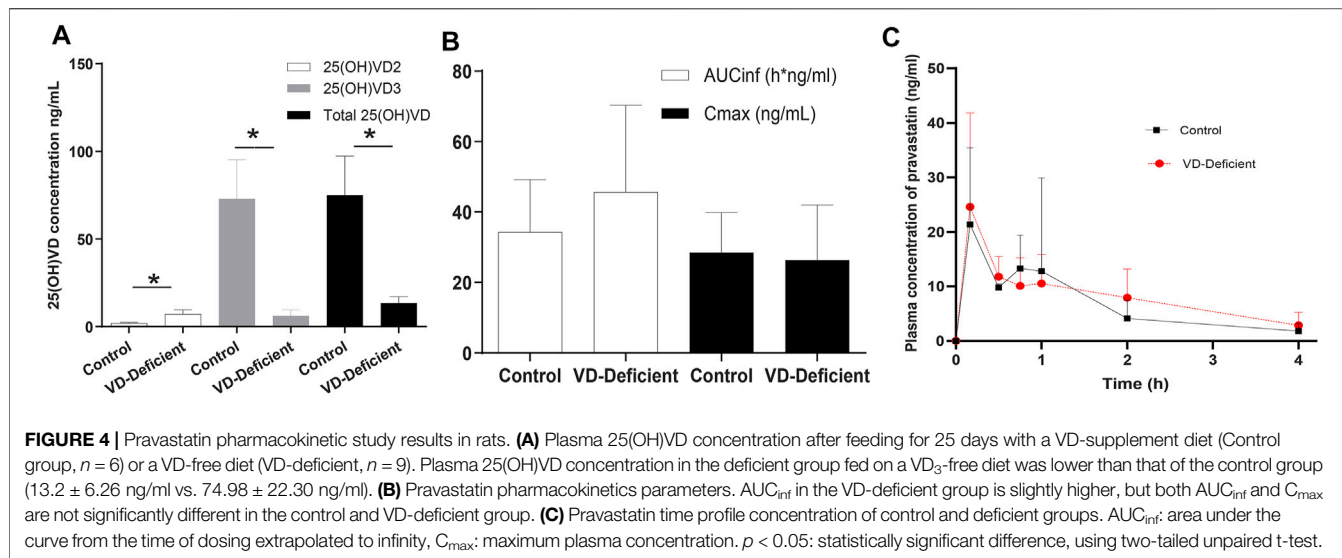 A
25(OH)VD concentration ng/mL
150
100
50
0
25(OH)VD2
25(OH)VD3
Total 25(OH)VD
*
*
*
Control
VD-Deficient
Control
VD-Deficient
Control
VD-Deficient
B
80
60
40
20
0
AUCinf (h*ng/ml)
Cmax (ng/mL)
Control
VD-Deficient
Control
VD-Deficient
C
Plasma concentration of pravastatin (ng/ml)
50
40
30
20
10
0
Control
VD-Deficient
0
1
2
3
4
Time (h)
FIGURE 4 | Pravastatin pharmacokinetic study results in rats. (A) Plasma 25(OH)VD concentration after feeding for 25 days with a VD-supplement diet (Control
group, n = 6) or a VD-free diet (VD-deficient, n = 9). Plasma 25(OH)VD concentration in the deficient group fed on a VD₃-free diet was lower than that of the control group
(13.2 ± 6.26 ng/ml vs. 74.98 ± 22.30 ng/ml). (B) Pravastatin pharmacokinetics parameters. AUCinf in the VD-deficient group is slightly higher, but both AUCinf and Cmax
are not significantly different in the control and VD-deficient group. (C) Pravastatin time profile concentration of control and deficient groups. AUCinf: area under the
curve from the time of dosing extrapolated to infinity, Cmax: maximum plasma concentration. p < 0.05: statistically significant difference, using two-tailed unpaired t-test.